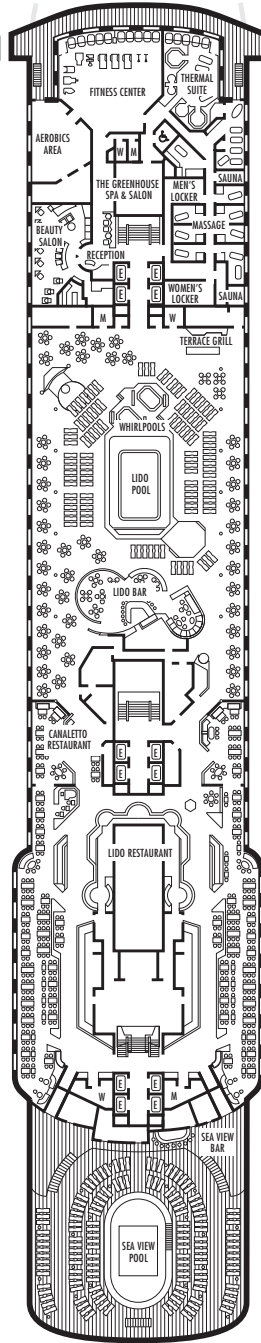 FITNESS CENTER
THERMAL
SUITE
AEROBICS
AREA
W M
THE GREENHOUSE
SPA & SALON
MEN'S
LOCKER
SAUNA
BEAUTY
SALON
MASSAGE
RECEPTION
E E
E E
WOMEN'S
LOCKER
SAUNA
M W
TERRACE GRILL
WHIRLPOOLS
LIDO
POOL
LIDO BAR
CANALETTO
RESTAURANT
E E
E E
LIDO RESTAURANT
E E
W M
E E
SEA VIEW
BAR
SEA VIEW
POOL